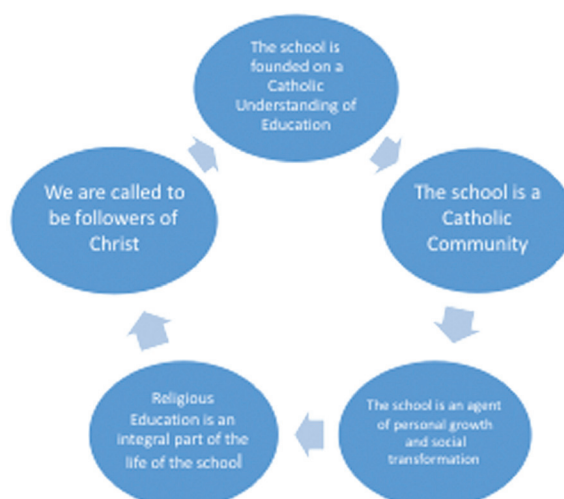 The school is
founded on a
Catholic
Understanding of
Education
The school is a
Catholic
Community
The school is an agent
of personal growth
and social
transformation
Religious
Education is an
integral part of the
life of the school
We are called to
be followers of
Christ